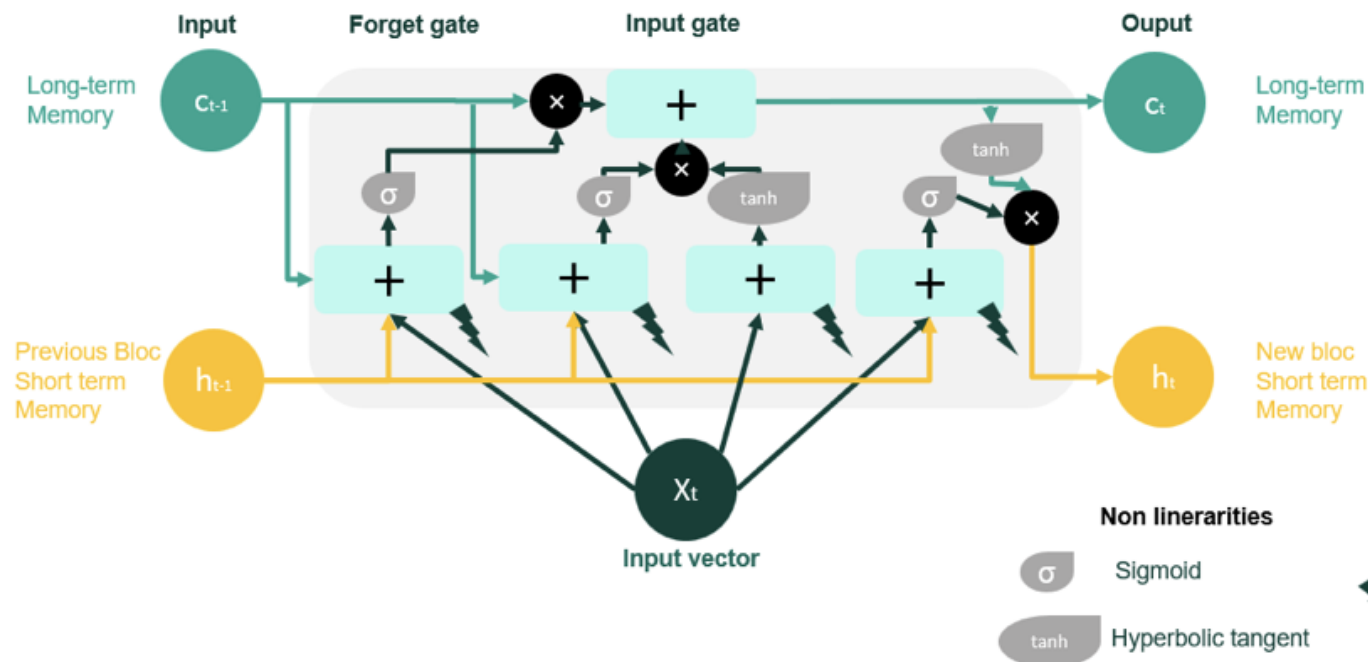 Input
Forget gate
Input gate
Ouput
Long-term
Memory
Ct-1
×
+
Ct
Long-term
Memory
tanh
σ
×
σ
tanh
σ
×
+
+
+
+
Previous Bloc
Short term
Memory
ht-1
ht
New bloc
Short term
Memory
Xt
Input vector
Non linerarities
σ
Sigmoid
tanh
Hyperbolic tangent